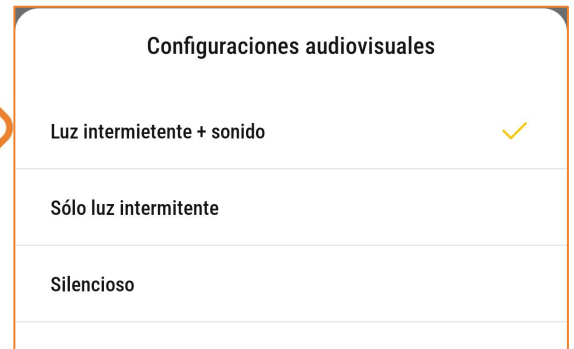 Configuraciones audiovisuales
Luz intermietente + sonido
Sólo luz intermitente
Silencioso